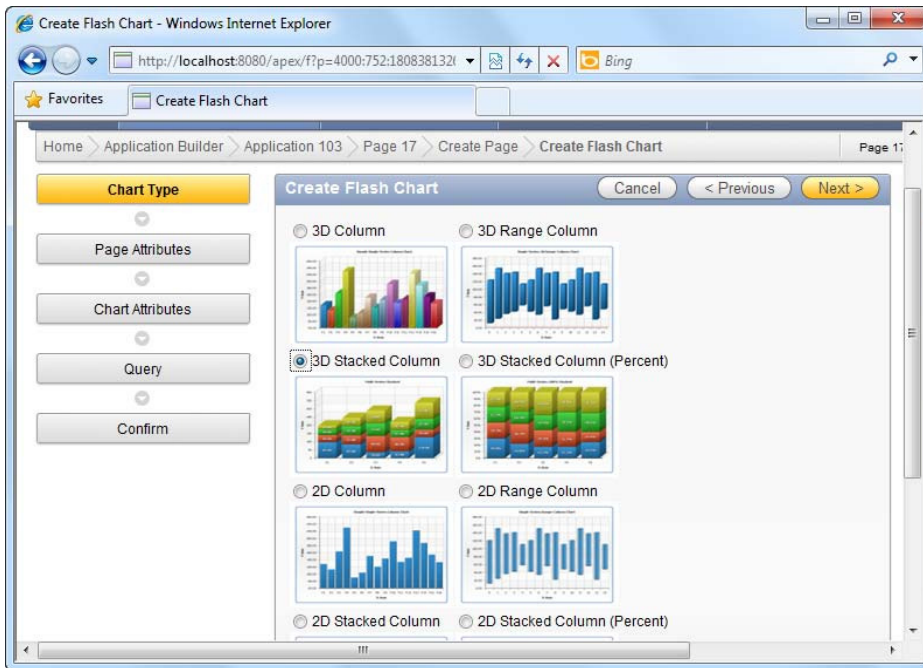 Create Flash Chart - Windows Internet Explorer
http://localhost:8080/apex/f?p=4000:752:180838132
Bing
Favorites
Create Flash Chart
Home Application Builder Application 103 Page 17 Create Page Create Flash Chart
Page 17
Chart Type
Page Attributes
Chart Attributes
Query
Confirm
Create Flash Chart
Cancel
< Previous
Next >
3D Column
3D Range Column
3D Stacked Column
3D Stacked Column (Percent)
2D Column
2D Range Column
2D Stacked Column
2D Stacked Column (Percent)